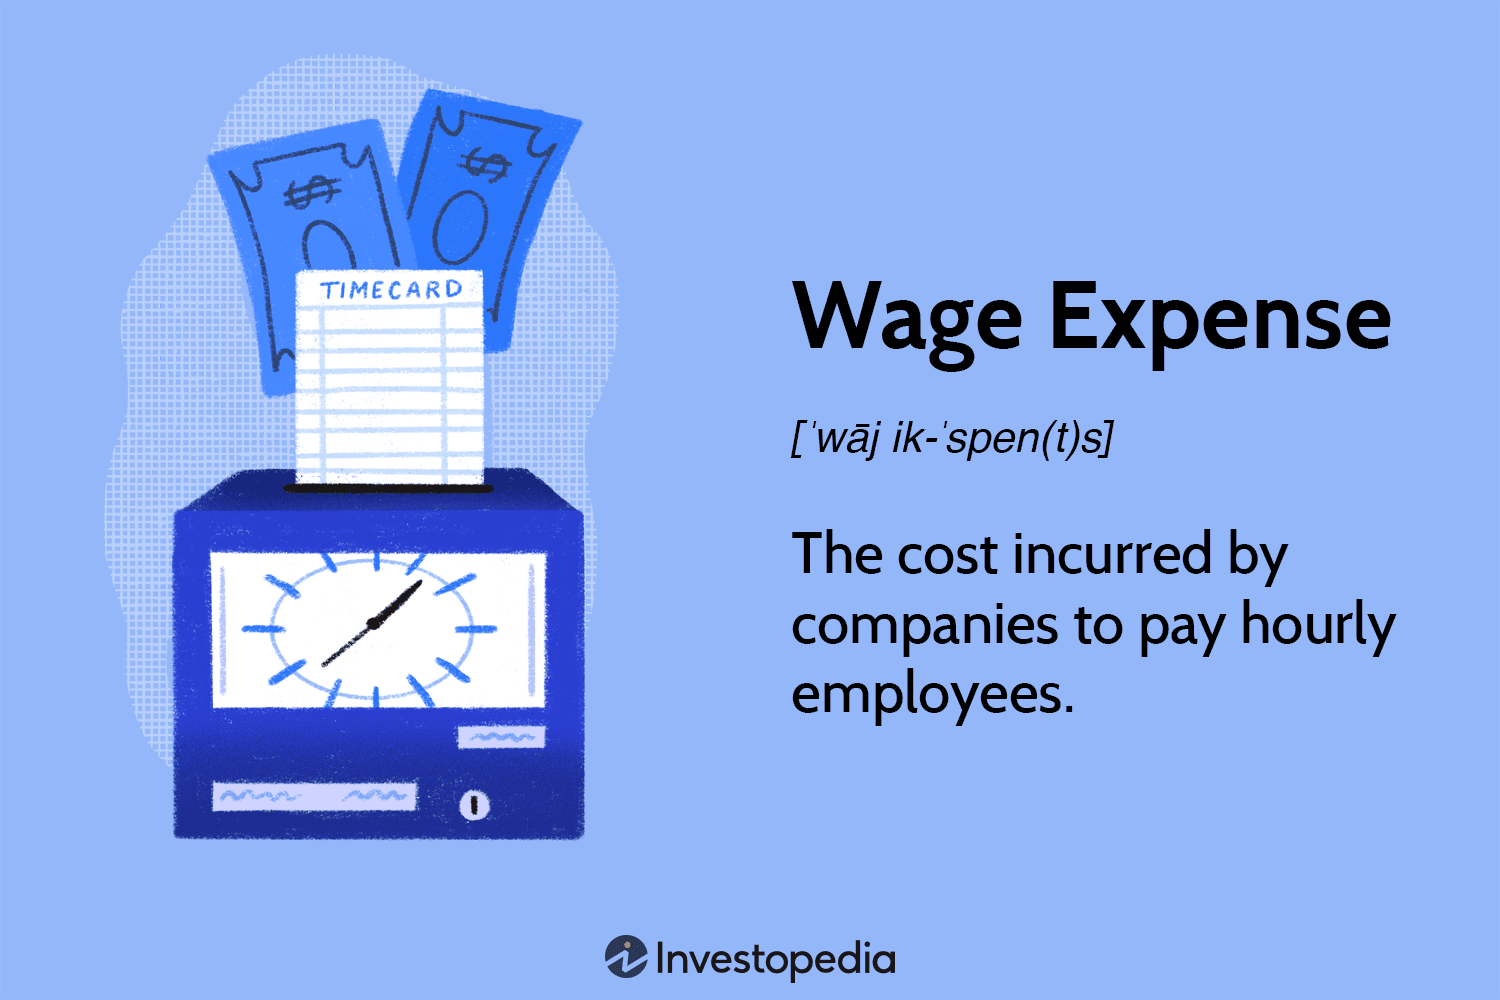 $ $
TIMECARD
Wage Expense
[ˈwāj ik-ˈspen(t)s]
The cost incurred by
companies to pay hourly
employees.
Investopedia